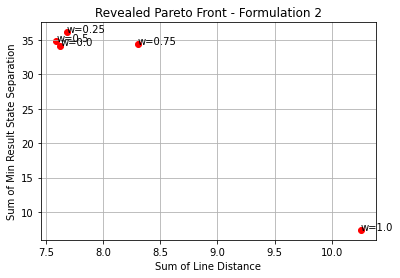 Revealed Pareto Front - Formulation 2
w=0.25
w=0.5
w=0.0
w=0.75
w=1.0
35
30
25
20
15
10
Sum of Min Result State Separation
7.5 8.0 8.5 9.0 9.5 10.0
Sum of Line Distance